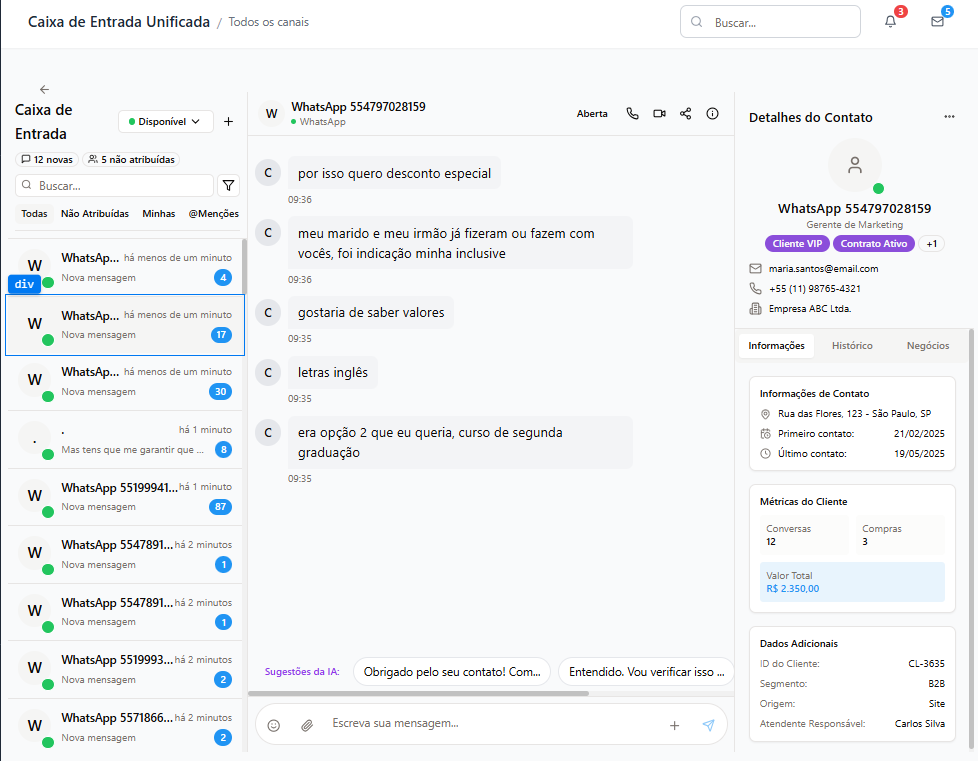 Caixa de Entrada Unificada / Todos os canais
Buscar...
3
5
Caixa de
Entrada
Disponível
12 novas
5 não atribuídas
Buscar...
Todas Não Atribuídas Minhas @Menções
W
WhatsAp... há menos de um minuto
Nova mensagem 4
div
W
WhatsAp... há menos de um minuto
Nova mensagem 17
W
WhatsAp... há menos de um minuto
Nova mensagem 30
.
. há 1 minuto
Mas tens que me garantir que ... 8
W
WhatsApp 55199941... há 1 minuto
Nova mensagem 87
W
WhatsApp 5547891... há 2 minutos
Nova mensagem 1
W
WhatsApp 5547891... há 2 minutos
Nova mensagem 1
W
WhatsApp 5519993... há 2 minutos
Nova mensagem 2
W
WhatsApp 5571866... há 2 minutos
Nova mensagem 2
W
WhatsApp 554797028159
WhatsApp
Aberta
C
por isso quero desconto especial
09:36
C
meu marido e meu irmão já fizeram ou fazem com
vocês, foi indicação minha inclusive
09:36
C
gostaria de saber valores
09:35
C
letras inglês
09:35
C
era opção 2 que eu queria, curso de segunda
graduação
09:35
Sugestões da IA:
Obrigado pelo seu contato! Com...
Entendido. Vou verificar isso ...
Escreva sua mensagem...
Detalhes do Contato
WhatsApp 554797028159
Gerente de Marketing
Cliente VIP Contrato Ativo +1
maria.santos@email.com
+55 (11) 98765-4321
Empresa ABC Ltda.
Informações Histórico Negócios
Informações de Contato
Rua das Flores, 123 - São Paulo, SP
Primeiro contato: 21/02/2025
Último contato: 19/05/2025
Métricas do Cliente
Conversas Compras
12 3
Valor Total
R$ 2.350,00
Dados Adicionais
ID do Cliente: CL-3635
Segmento: B2B
Origem: Site
Atendente Responsável: Carlos Silva